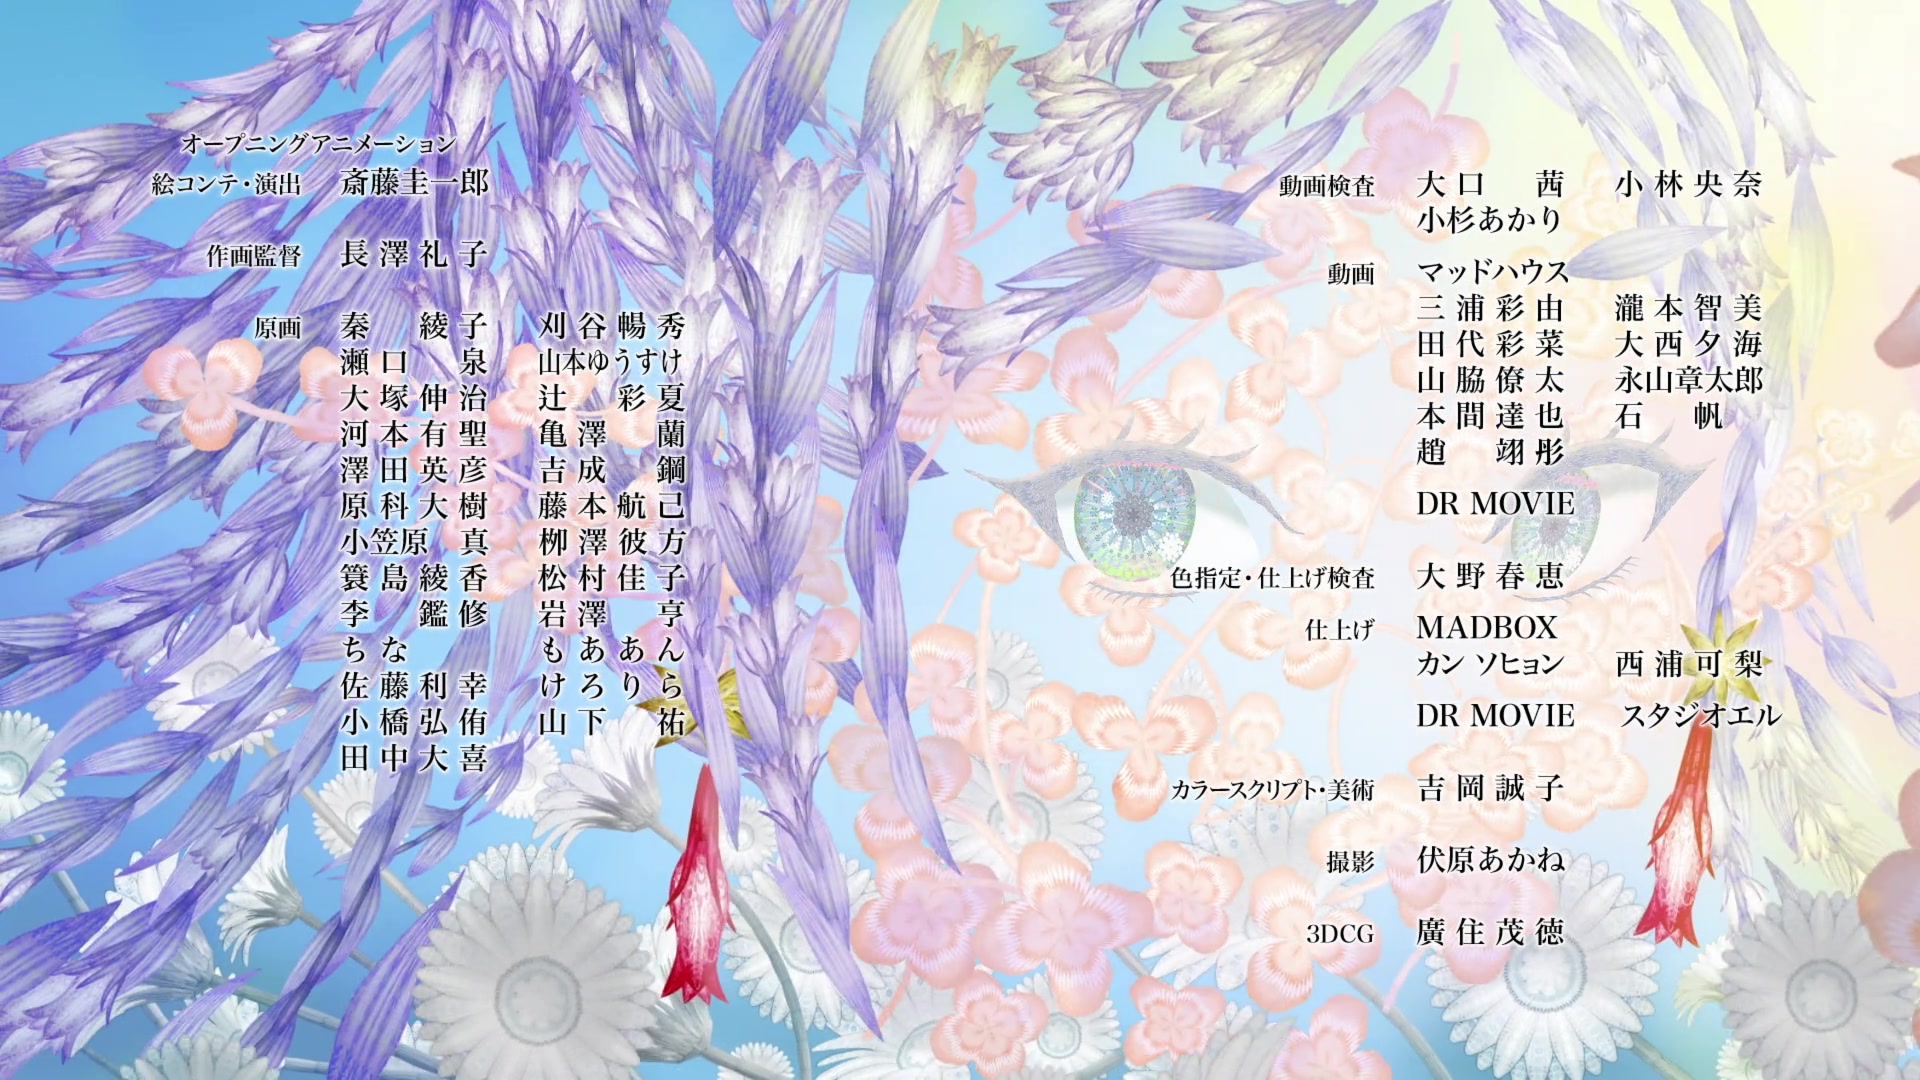 オープニングアニメーション
絵コンテ・演出 斎藤圭一郎
作画監督 長澤礼子
原画 秦綾子 刈谷暢秀
瀬口泉 山本ゆうすけ
大塚伸治 辻彩夏
河本有聖 亀澤蘭
澤田英彦 吉成鋼
原科大樹 藤本航己
小笠原真 栁澤彼方
簑島綾香 松村佳子
李鑑修 岩澤亨
ちな もああん
佐藤利幸 けろりら
小橋弘侑 山下祐
田中大喜
動画検査 大口茜 小林央奈
小杉あかり
動画 マッドハウス
三浦彩由 瀧本智美
田代彩菜 大西夕海
山脇僚太 永山章太郎
本間達也 石帆
趙翊彤
DR MOVIE
色指定・仕上げ検査 大野春恵
仕上げ MADBOX
カン ソヒョン 西浦可梨
DR MOVIE スタジオエル
カラースクリプト・美術 吉岡誠子
撮影 伏原あかね
3DCG 廣住茂徳